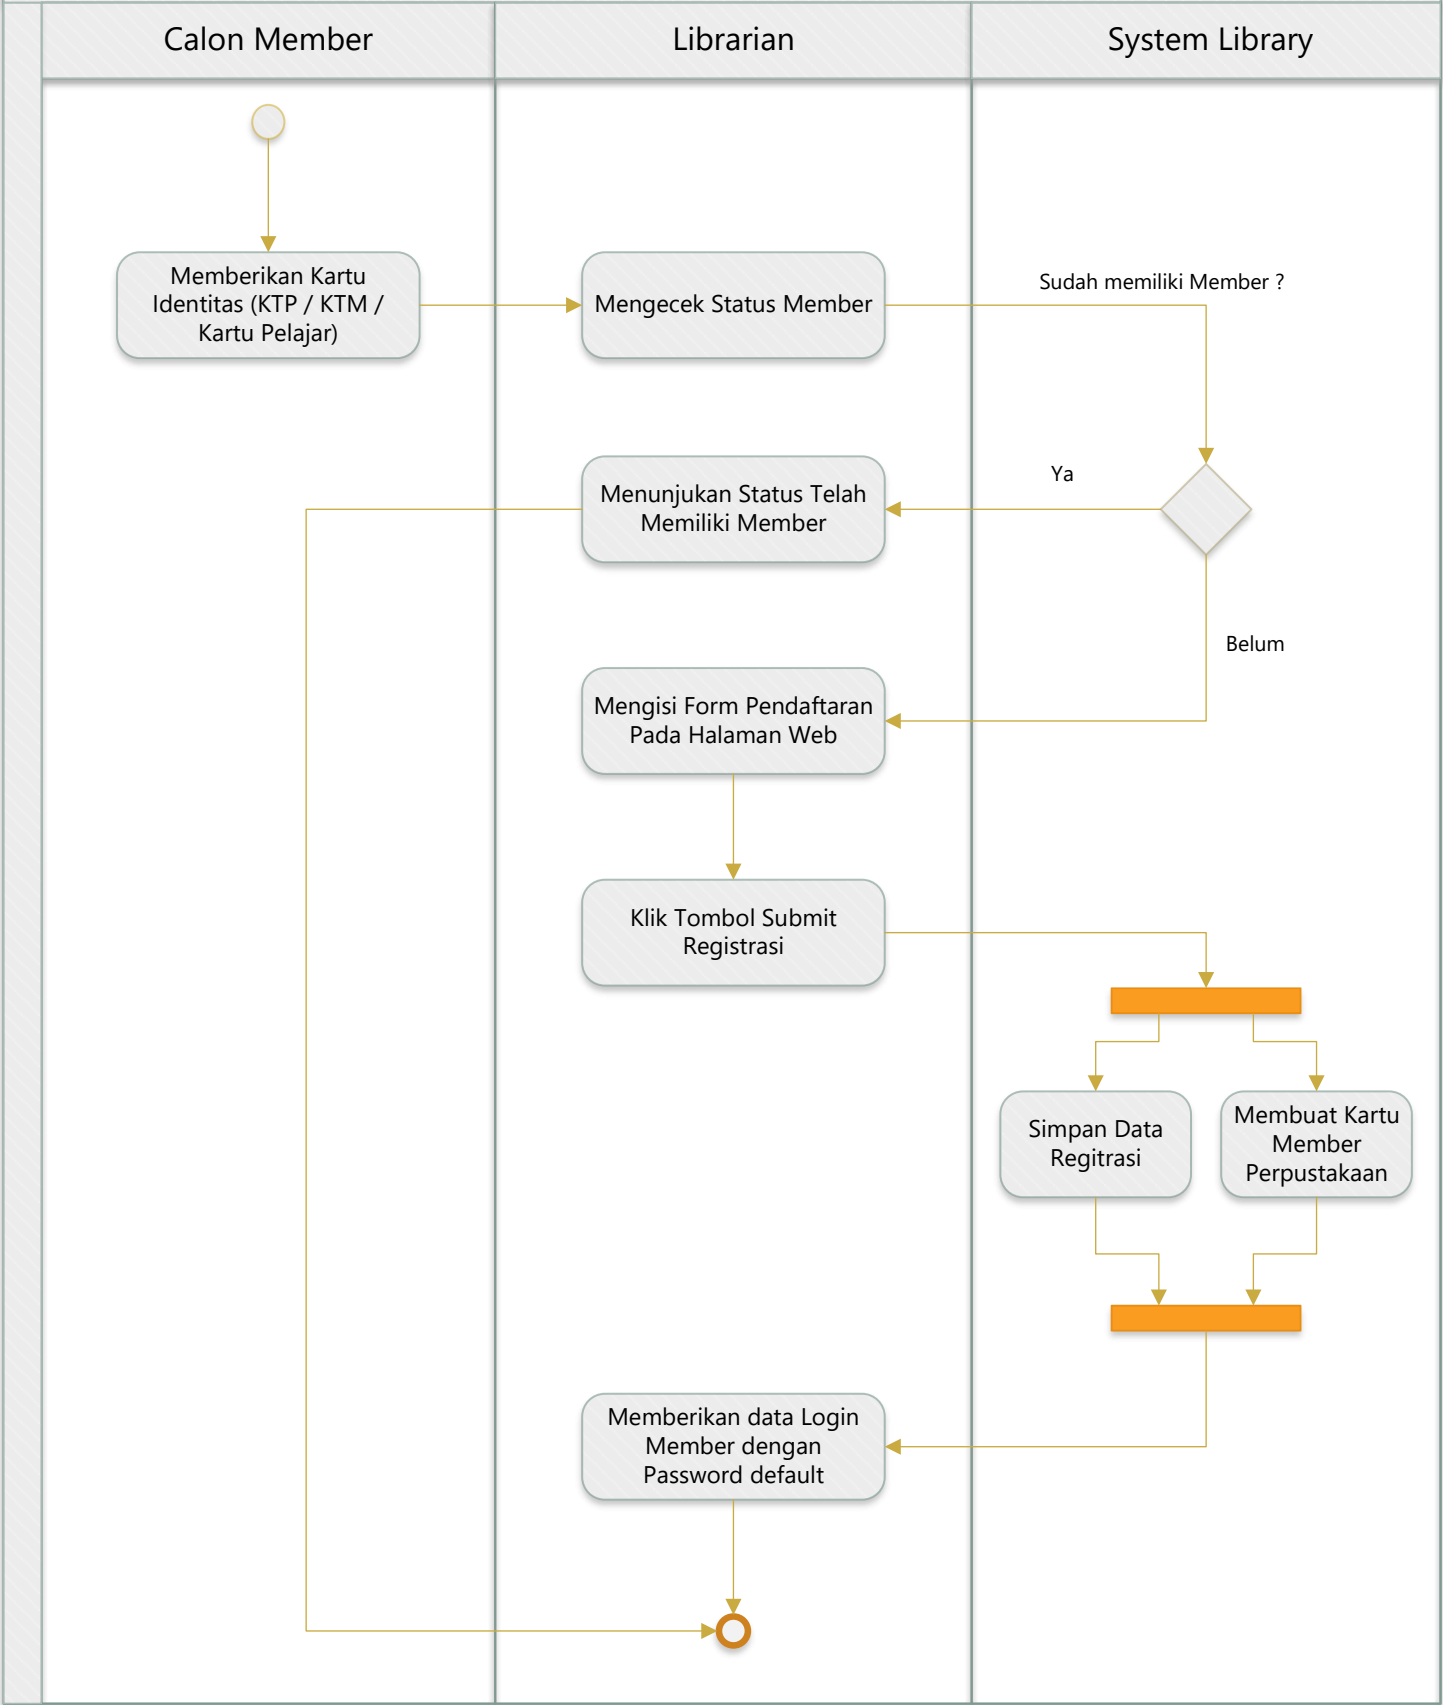 Calon Member
Librarian
System Library
Memberikan Kartu
Identitas (KTP / KTM /
Kartu Pelajar)
Mengecek Status Member
Sudah memiliki Member ?
Menunjukan Status Telah
Memiliki Member
Ya
Belum
Mengisi Form Pendaftaran
Pada Halaman Web
Klik Tombol Submit
Registrasi
Simpan Data
Regitrasi
Membuat Kartu
Member
Perpustakaan
Memberikan data Login
Member dengan
Password default